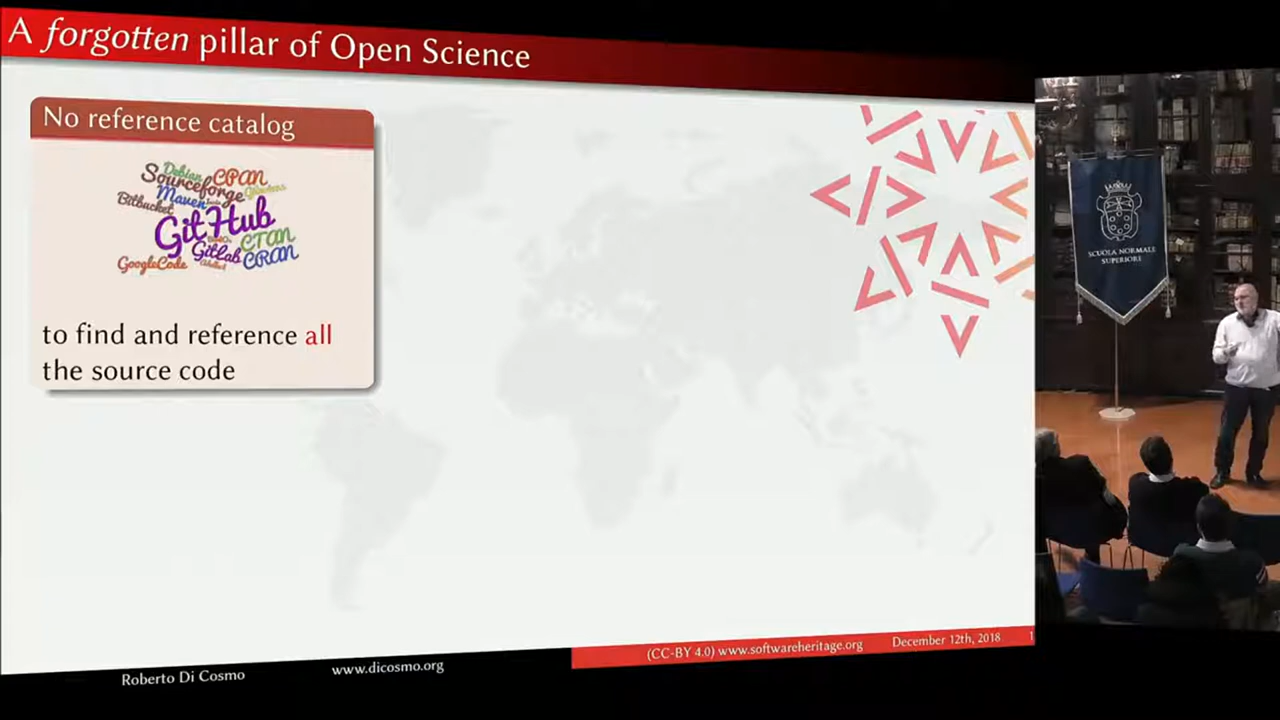 A forgotten pillar of Open Science
No reference catalog
Debian
CPAN
Sourceforge
Maven
Bitbucket
GitHub
CTAN
GitLab
CRAN
GoogleCode
to find and reference all
the source code
SCUOLA NORMALE
SUPERIORE
(CC-BY 4.0) www.softwareheritage.org December 12th, 2018 1
Roberto Di Cosmo www.dicosmo.org